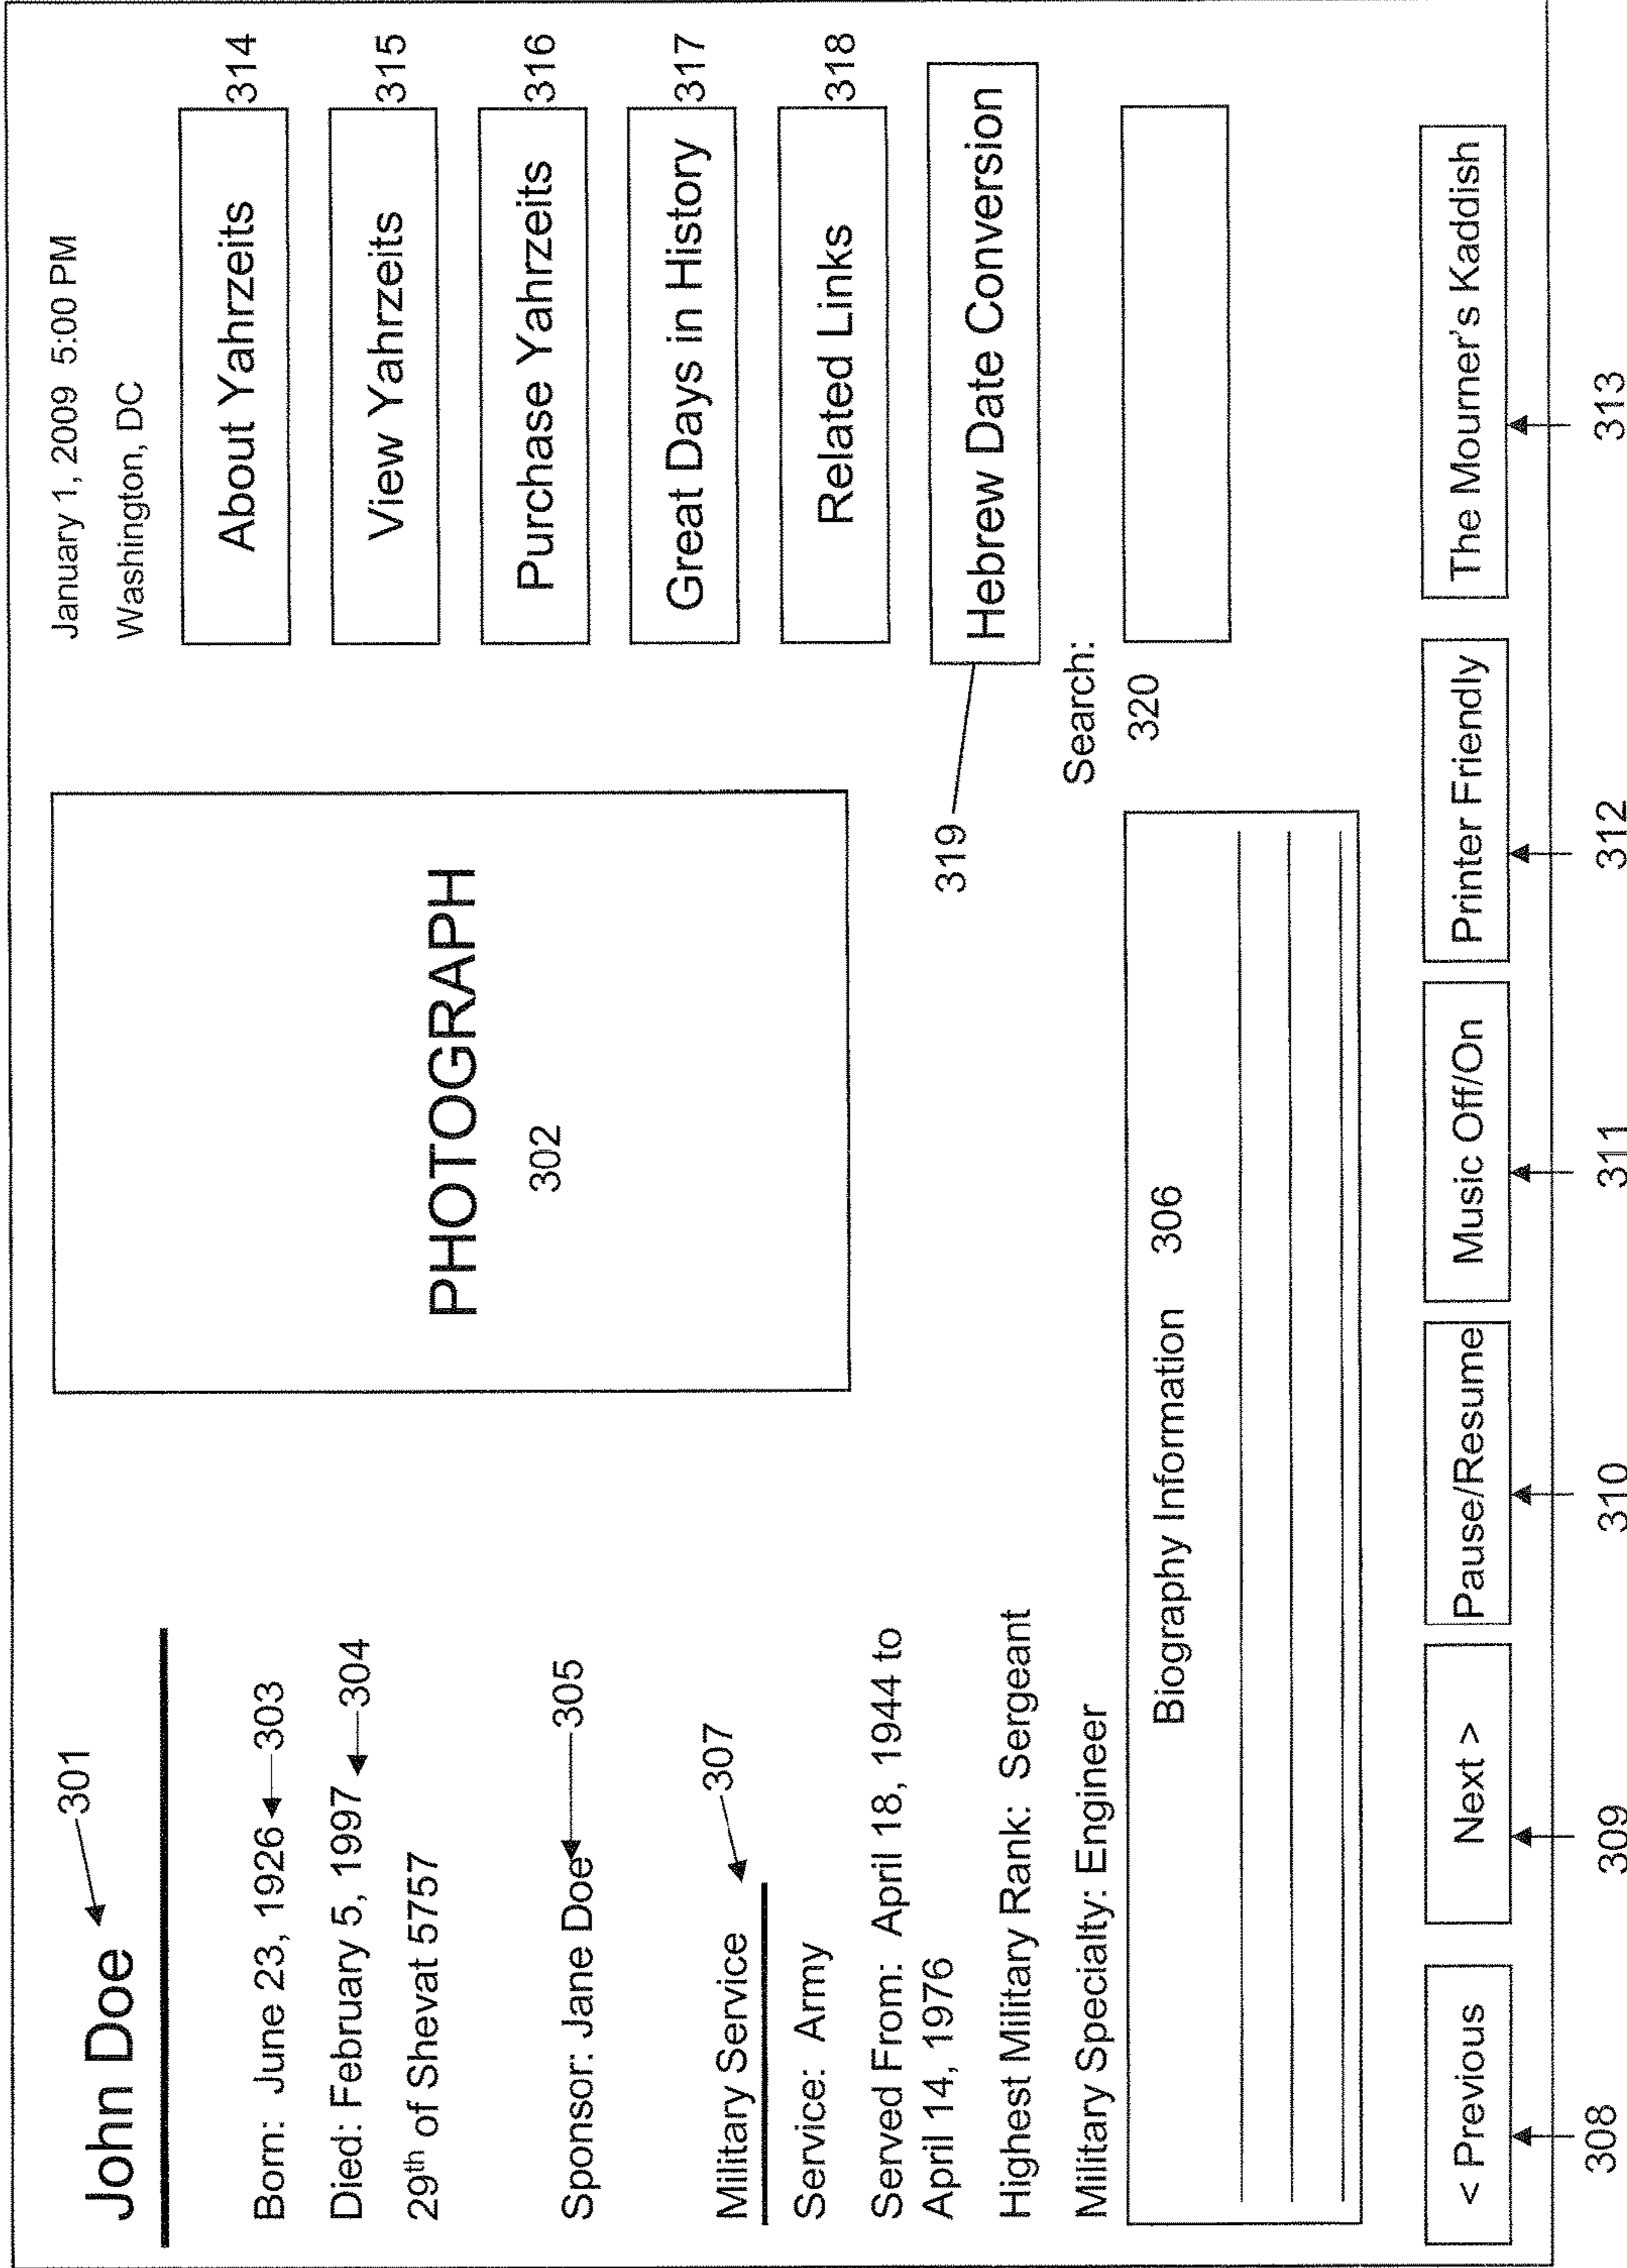 John Doe
301
Born: June 23, 1926
303
Died: February 5, 1997
304
29th of Shevat 5757
Sponsor: Jane Doe
305
Military Service
307
Service: Army
Served From: April 18, 1944 to
April 14, 1976
Highest Military Rank: Sergeant
Military Specialty: Engineer
PHOTOGRAPH
302
January 1, 2009 5:00 PM
Washington, DC
About Yahrzeits
314
View Yahrzeits
315
Purchase Yahrzeits
316
Great Days in History
317
Related Links
318
319
Hebrew Date Conversion
Search:
320
Biography Information 306
< Previous
Next >
Pause/Resume
Music Off/On
Printer Friendly
The Mourner's Kaddish
308
309
310
311
312
313